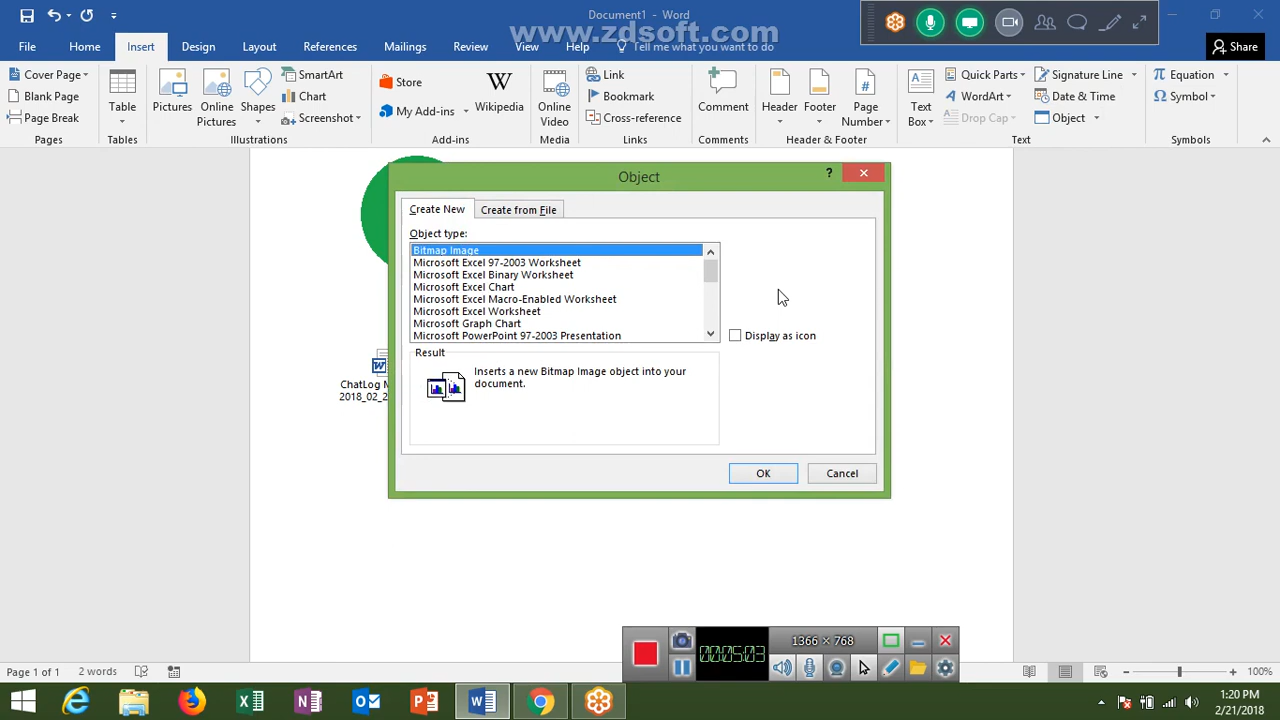 Document1 - Word
www.zdsoft.com
File Home Insert Design Layout References Mailings Review View Help Tell me what you want to do Share
Cover Page
Blank Page
Page Break
Pages
Table
Tables
Pictures
Online Pictures
Shapes
SmartArt
Chart
Screenshot
Illustrations
Store
My Add-ins
Wikipedia
Add-ins
Online Video
Media
Link
Bookmark
Cross-reference
Links
Comment
Comments
Header
Footer
Page Number
Header & Footer
Text Box
Quick Parts
WordArt
Drop Cap
Signature Line
Date & Time
Object
Text
Equation
Symbol
Symbols
Object
?
Create New Create from File
Object type:
Bitmap Image
Microsoft Excel 97-2003 Worksheet
Microsoft Excel Binary Worksheet
Microsoft Excel Chart
Microsoft Excel Macro-Enabled Worksheet
Microsoft Excel Worksheet
Microsoft Graph Chart
Microsoft PowerPoint 97-2003 Presentation
Display as icon
Result
Inserts a new Bitmap Image object into your
document.
OK Cancel
ChatLog
00:05:03
1366 × 768
Page 1 of 1 2 words
100%
1:20 PM
2/21/2018